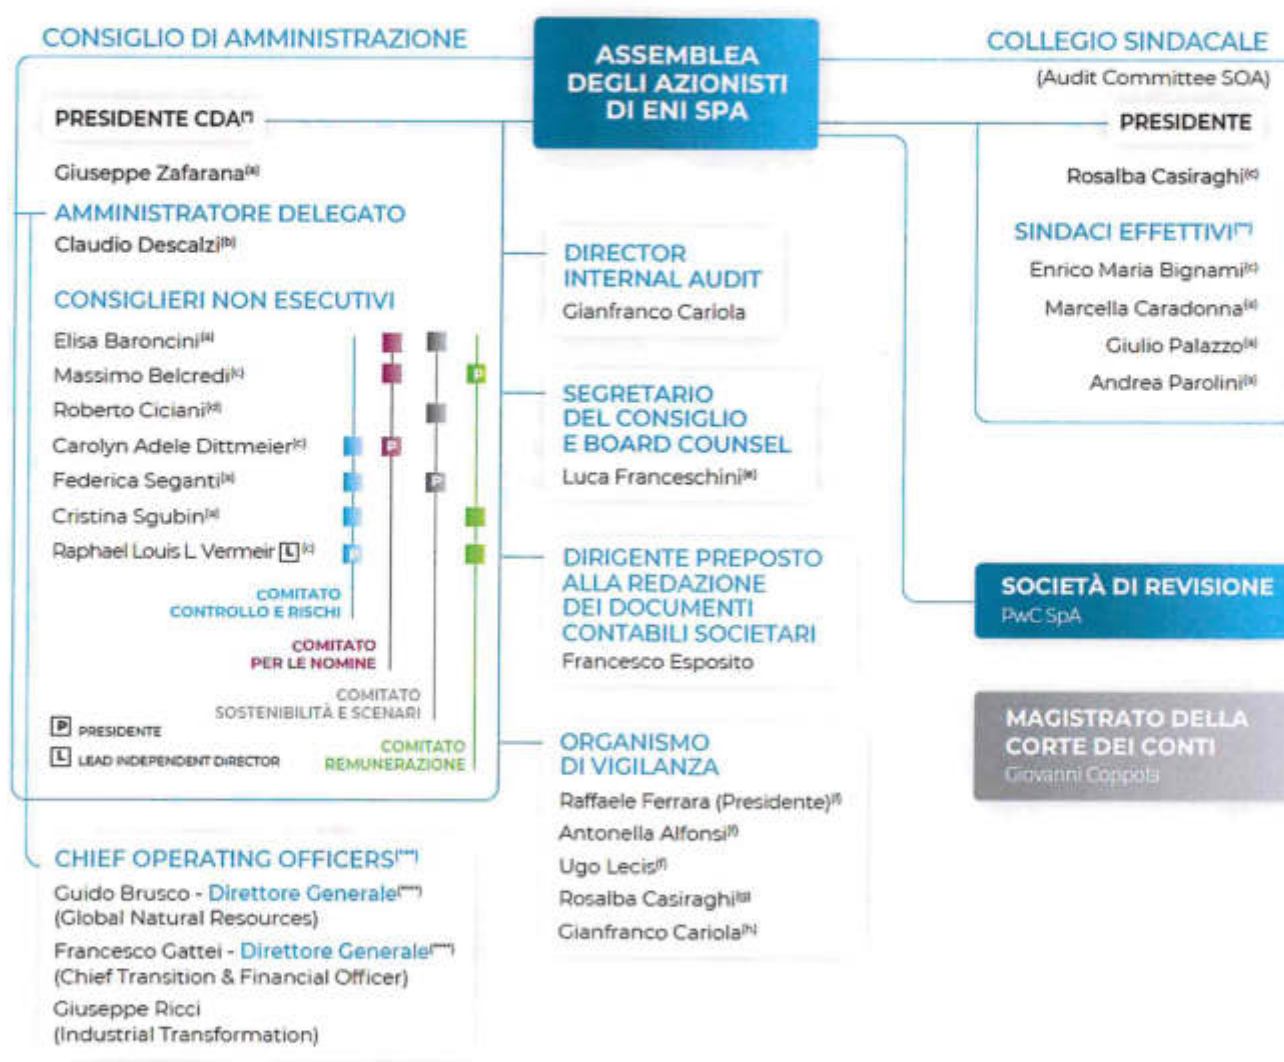 CONSIGLIO DI AMMINISTRAZIONE
PRESIDENTE CDA(*)
Giuseppe Zafarana(a)
AMMINISTRATORE DELEGATO
Claudio Descalzi(b)
CONSIGLIERI NON ESECUTIVI
Elisa Baroncini(a)
Massimo Belcredi(c)
P
Roberto Ciciani(d)
Carolyn Adele Dittmeier(c)
P
Federica Seganti(a)
P
Cristina Sgubin(a)
Raphael Louis L. Vermeir L (c)
P
COMITATO
CONTROLLO E RISCHI
COMITATO
PER LE NOMINE
COMITATO
SOSTENIBILITÀ E SCENARI
COMITATO
REMUNERAZIONE
P PRESIDENTE
L LEAD INDEPENDENT DIRECTOR
CHIEF OPERATING OFFICERS(***)
Guido Brusco - Direttore Generale(****)
(Global Natural Resources)
Francesco Gattei - Direttore Generale(****)
(Chief Transition & Financial Officer)
Giuseppe Ricci
(Industrial Transformation)
ASSEMBLEA
DEGLI AZIONISTI
DI ENI SPA
DIRECTOR
INTERNAL AUDIT
Gianfranco Cariola
SEGRETARIO
DEL CONSIGLIO
E BOARD COUNSEL
Luca Franceschini(e)
DIRIGENTE PREPOSTO
ALLA REDAZIONE
DEI DOCUMENTI
CONTABILI SOCIETARI
Francesco Esposito
ORGANISMO
DI VIGILANZA
Raffaele Ferrara (Presidente)(f)
Antonella Alfonsi(f)
Ugo Lecis(f)
Rosalba Casiraghi(g)
Gianfranco Cariola(h)
COLLEGIO SINDACALE
(Audit Committee SOA)
PRESIDENTE
Rosalba Casiraghi(c)
SINDACI EFFETTIVI(**)
Enrico Maria Bignami(c)
Marcella Caradonna(a)
Giulio Palazzo(a)
Andrea Parolini(a)
SOCIETÀ DI REVISIONE
PwC SpA
MAGISTRATO DELLA
CORTE DEI CONTI
Giovanni Coppola